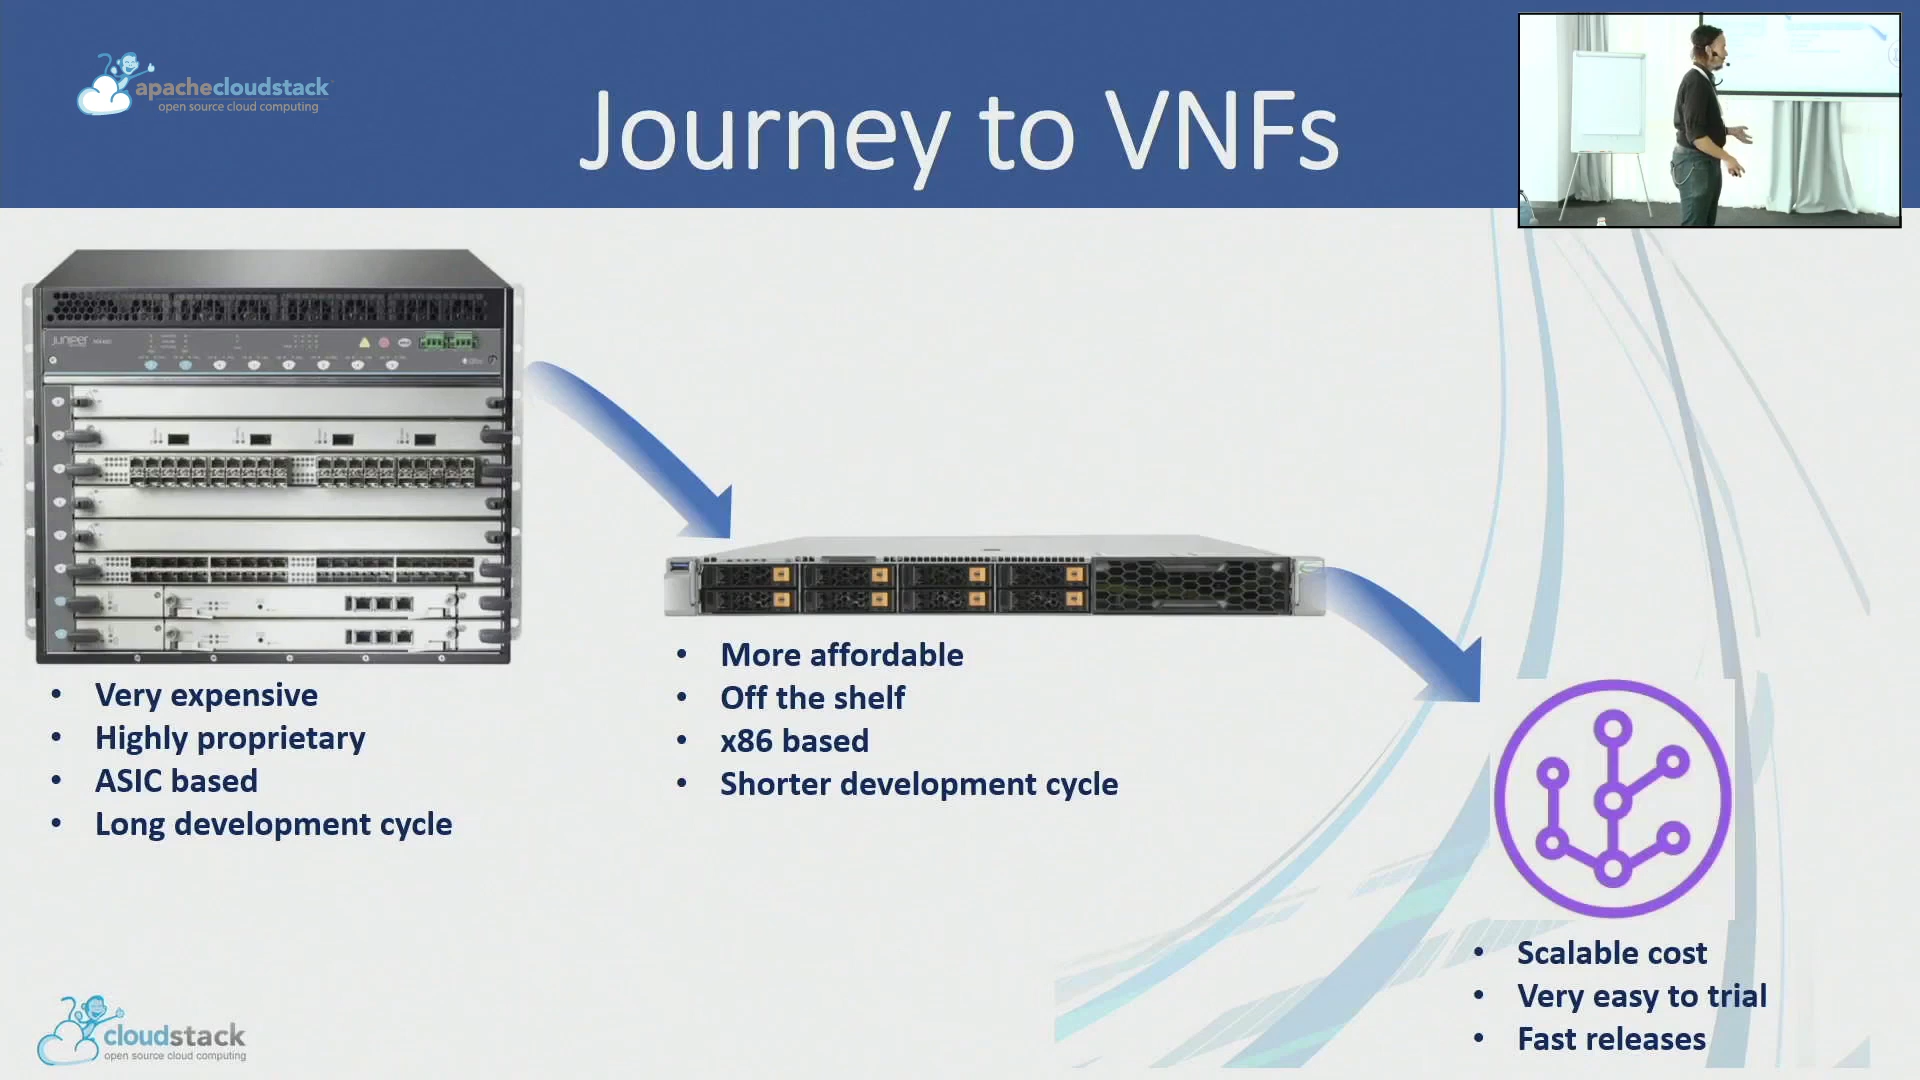 apachecloudstack
open source cloud computing
Journey to VNFs
juniper
• Very expensive
• Highly proprietary
• ASIC based
• Long development cycle
• More affordable
• Off the shelf
• x86 based
• Shorter development cycle
• Scalable cost
• Very easy to trial
• Fast releases
cloudstack
open source cloud computing